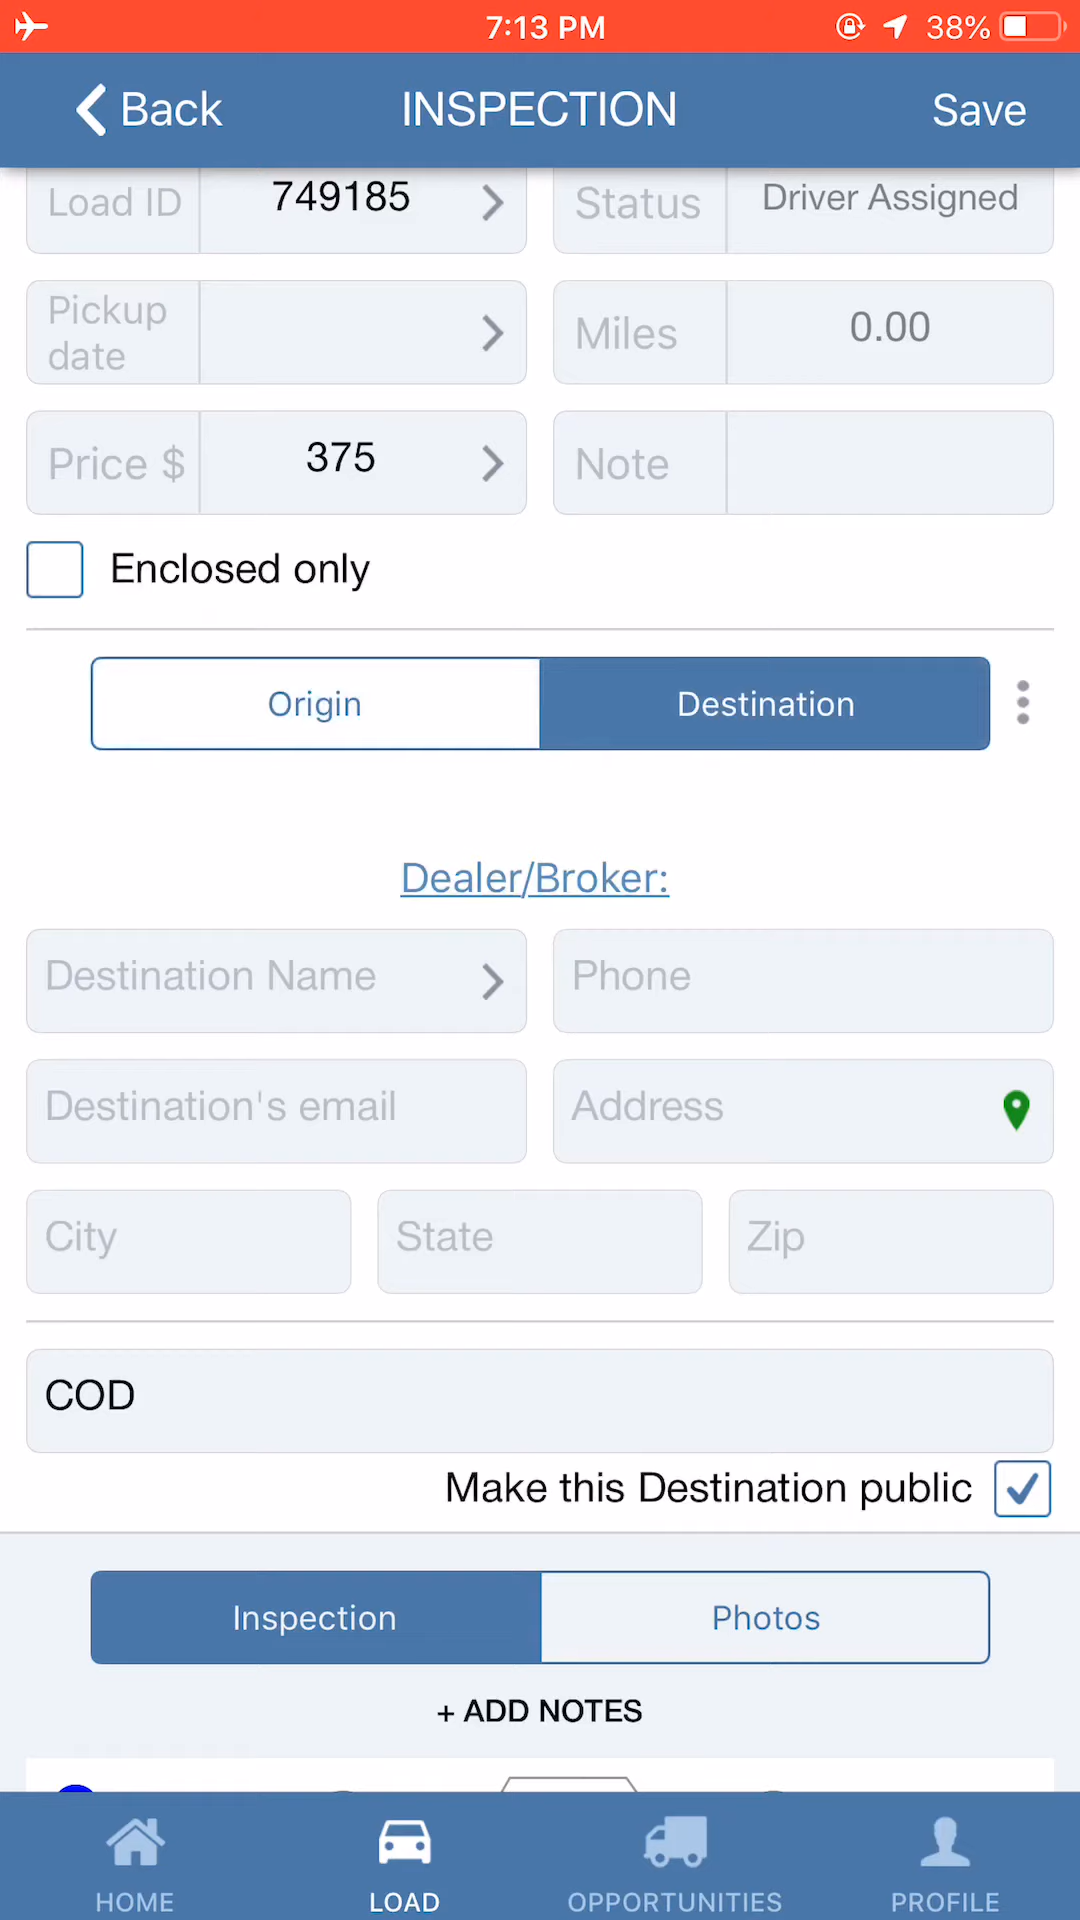 7:13 PM
38%
Back
INSPECTION
Save
Load ID
749185
Status
Driver Assigned
Pickup
date
Miles
0.00
Price $
375
Note
Enclosed only
Origin
Destination
Dealer/Broker:
Destination Name
Phone
Destination's email
Address
City
State
Zip
COD
Make this Destination public
Inspection
Photos
+ ADD NOTES
HOME
LOAD
OPPORTUNITIES
PROFILE